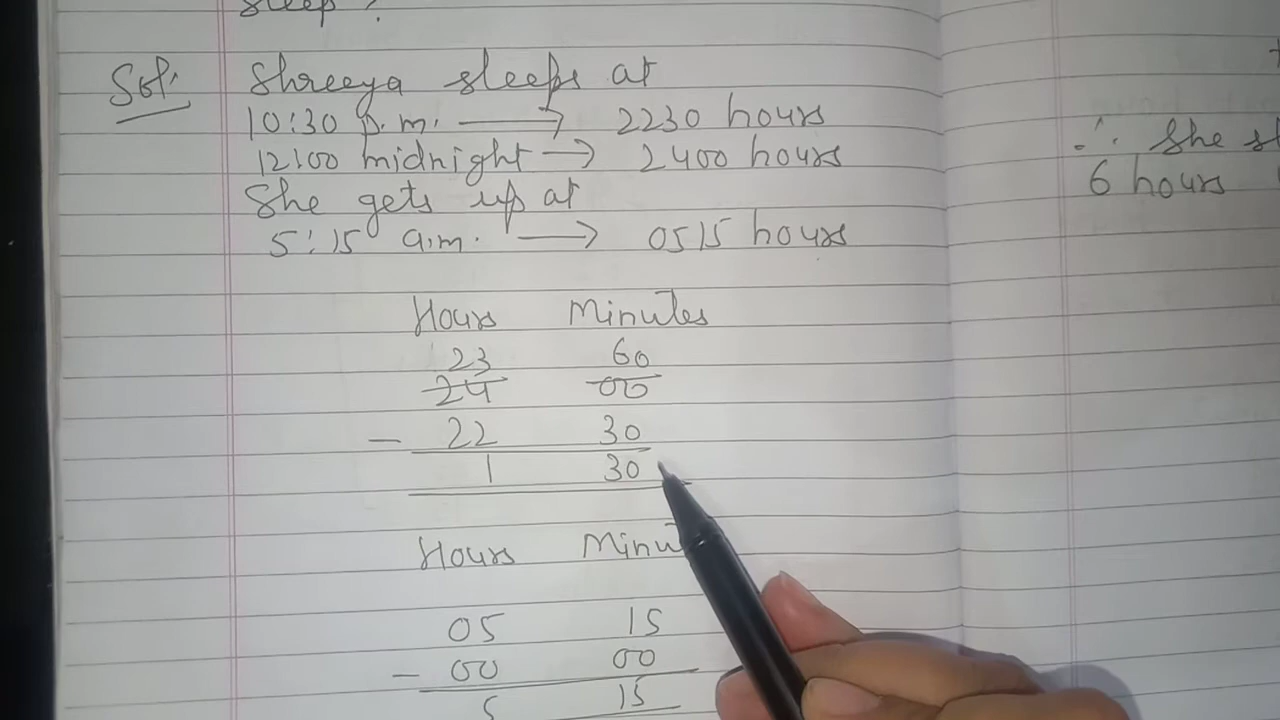 sleep?
Sol:
Shreeya sleeps at
10:30 p.m. → 2230 hours
12:00 midnight → 2400 hours
She gets up at
5:15 a.m. → 0515 hours
Hours Minutes
23 60
24 00
- 22 30
1 30
Hours
05 15
- 00 00
5 15
∴ She
6 hours